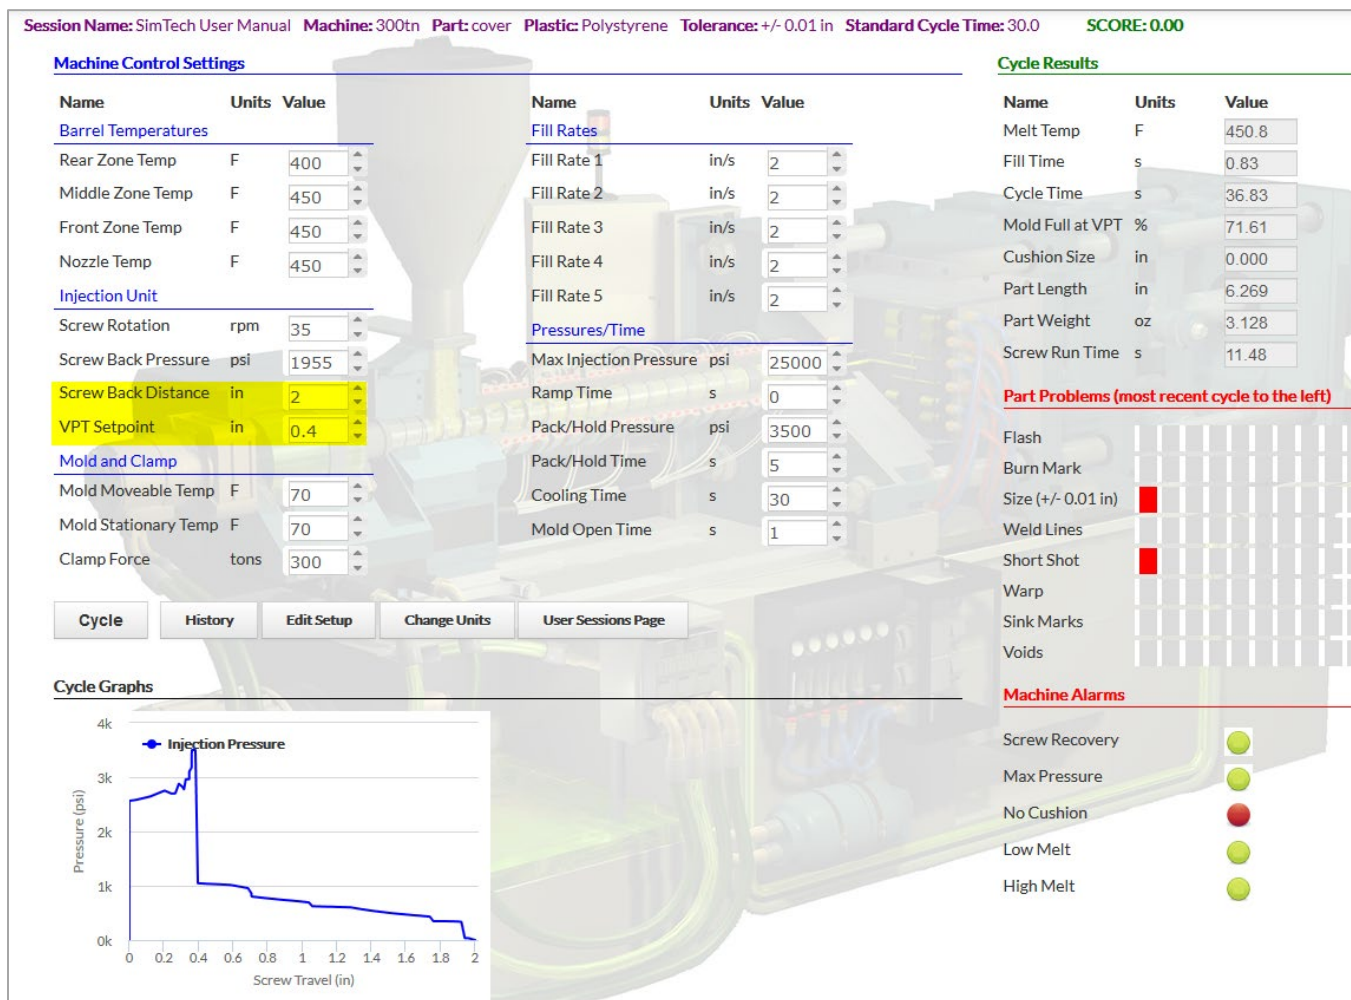 Session Name: SimTech User Manual Machine: 300tn Part: cover Plastic: Polystyrene Tolerance: +/- 0.01 in Standard Cycle Time: 30.0 SCORE: 0.00
Machine Control Settings
Name Units Value
Barrel Temperatures
Rear Zone Temp F 400
Middle Zone Temp F 450
Front Zone Temp F 450
Nozzle Temp F 450
Injection Unit
Screw Rotation rpm 35
Screw Back Pressure psi 1955
Screw Back Distance in 2
VPT Setpoint in 0.4
Mold and Clamp
Mold Moveable Temp F 70
Mold Stationary Temp F 70
Clamp Force tons 300
Name Units Value
Fill Rates
Fill Rate 1 in/s 2
Fill Rate 2 in/s 2
Fill Rate 3 in/s 2
Fill Rate 4 in/s 2
Fill Rate 5 in/s 2
Pressures/Time
Max Injection Pressure psi 25000
Ramp Time s 0
Pack/Hold Pressure psi 3500
Pack/Hold Time s 5
Cooling Time s 30
Mold Open Time s 1
Cycle History Edit Setup Change Units User Sessions Page
Cycle Graphs
4k
3k
2k
1k
0k
Pressure (psi)
Injection Pressure
0 0.2 0.4 0.6 0.8 1 1.2 1.4 1.6 1.8 2
Screw Travel (in)
Cycle Results
Name Units Value
Melt Temp F 450.8
Fill Time s 0.83
Cycle Time s 36.83
Mold Full at VPT % 71.61
Cushion Size in 0.000
Part Length in 6.269
Part Weight oz 3.128
Screw Run Time s 11.48
Part Problems (most recent cycle to the left)
Flash
Burn Mark
Size (+/- 0.01 in)
Weld Lines
Short Shot
Warp
Sink Marks
Voids
Machine Alarms
Screw Recovery
Max Pressure
No Cushion
Low Melt
High Melt